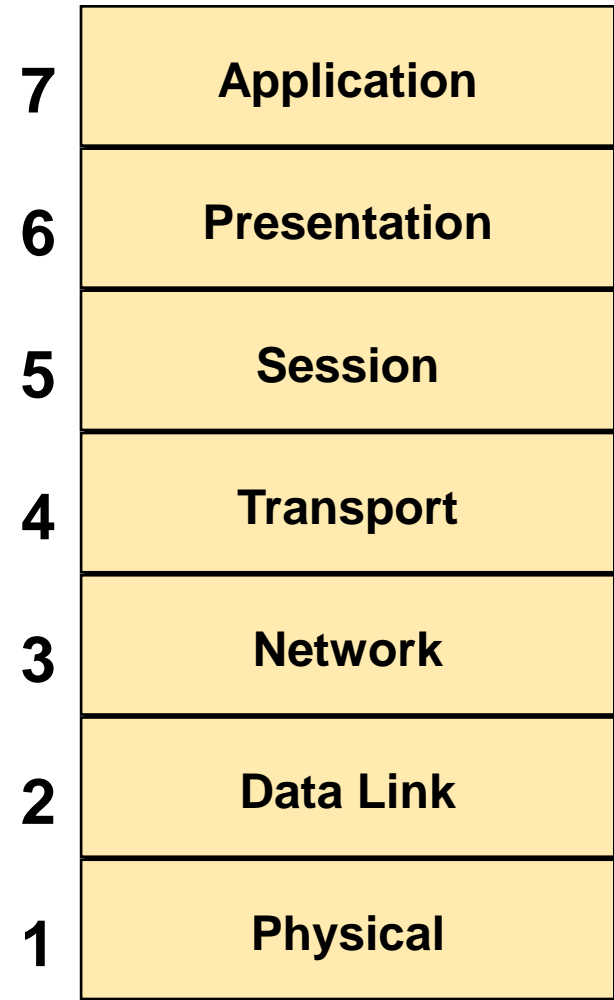 7 Application
6 Presentation
5 Session
4 Transport
3 Network
2 Data Link
1 Physical